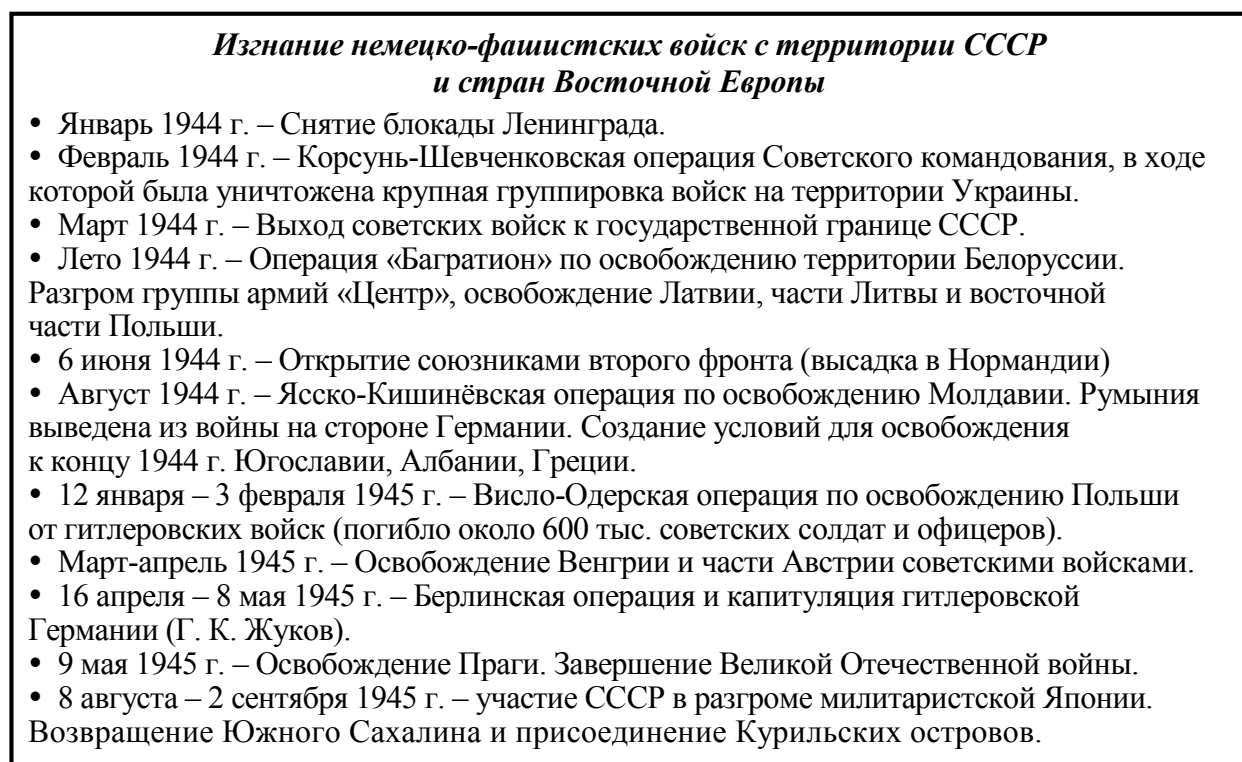 Изгнание немецко-фашистских войск с территории СССР
и стран Восточной Европы
• Январь 1944 г. – Снятие блокады Ленинграда.
• Февраль 1944 г. – Корсунь-Шевченковская операция Советского командования, в ходе
которой была уничтожена крупная группировка войск на территории Украины.
• Март 1944 г. – Выход советских войск к государственной границе СССР.
• Лето 1944 г. – Операция «Багратион» по освобождению территории Белоруссии.
Разгром группы армий «Центр», освобождение Латвии, части Литвы и восточной
части Польши.
• 6 июня 1944 г. – Открытие союзниками второго фронта (высадка в Нормандии)
• Август 1944 г. – Ясско-Кишинёвская операция по освобождению Молдавии. Румыния
выведена из войны на стороне Германии. Создание условий для освобождения
к концу 1944 г. Югославии, Албании, Греции.
• 12 января – 3 февраля 1945 г. – Висло-Одерская операция по освобождению Польши
от гитлеровских войск (погибло около 600 тыс. советских солдат и офицеров).
• Март-апрель 1945 г. – Освобождение Венгрии и части Австрии советскими войсками.
• 16 апреля – 8 мая 1945 г. – Берлинская операция и капитуляция гитлеровской
Германии (Г. К. Жуков).
• 9 мая 1945 г. – Освобождение Праги. Завершение Великой Отечественной войны.
• 8 августа – 2 сентября 1945 г. – участие СССР в разгроме милитаристской Японии.
Возвращение Южного Сахалина и присоединение Курильских островов.